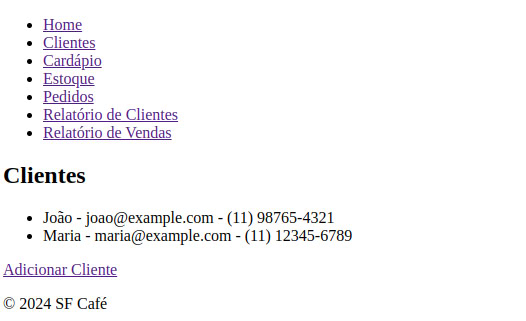 Home
Clientes
Cardápio
Estoque
Pedidos
Relatório de Clientes
Relatório de Vendas
Clientes
João - joao@example.com - (11) 98765-4321
Maria - maria@example.com - (11) 12345-6789
Adicionar Cliente
© 2024 SF Café